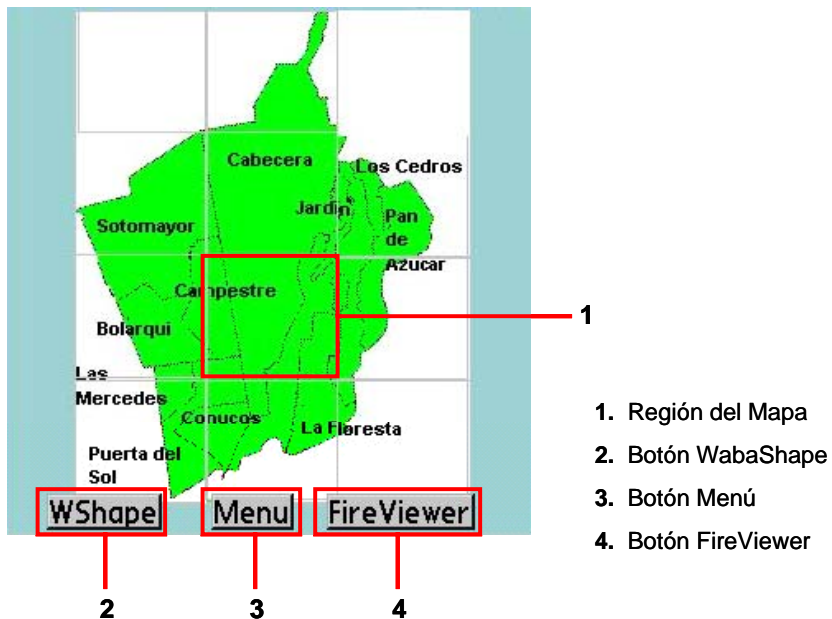 Cabecera
Los Cedros
Jardin
Pan
de
Azucar
Sotomayor
Campestre
Bolarqui
Las
Mercedes
Conucos
La Floresta
Puerta del
Sol
WShape
Menu
FireViewer
1
2
3
4
1. Región del Mapa
2. Botón WabaShape
3. Botón Menú
4. Botón FireViewer